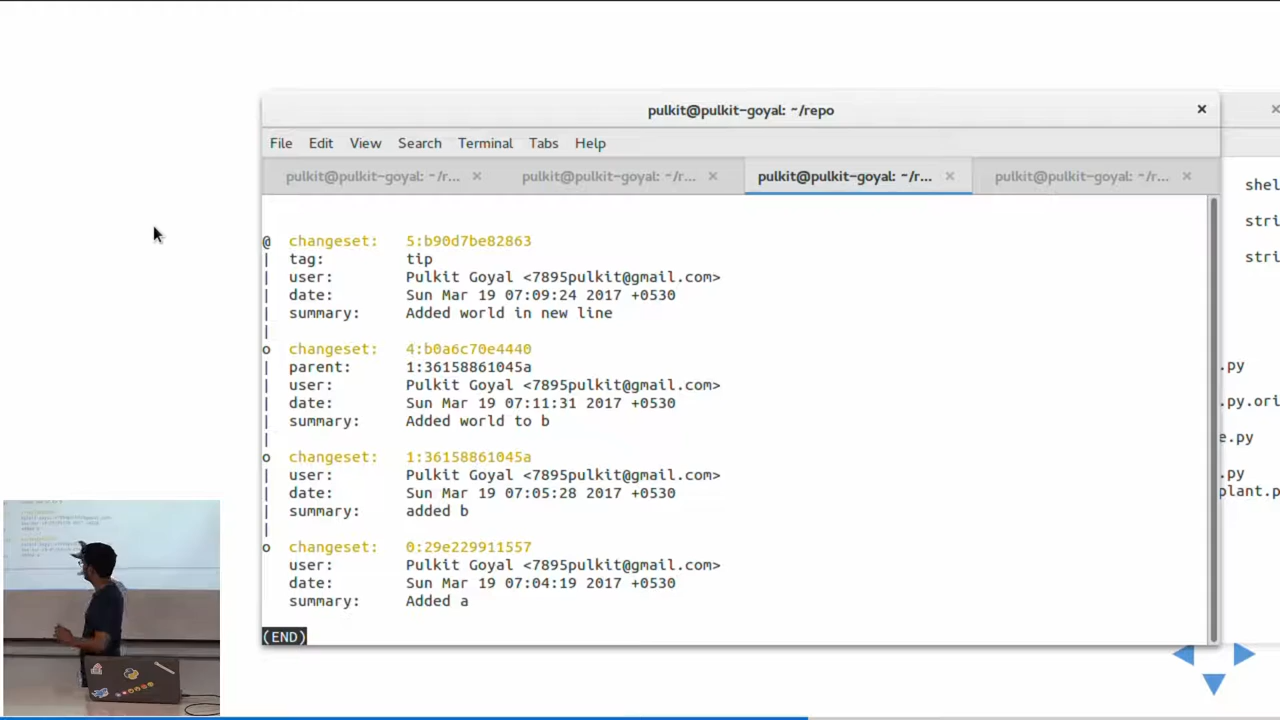 pulkit@pulkit-goyal: ~/repo
File Edit View Search Terminal Tabs Help
pulkit@pulkit-goyal: ~/r... pulkit@pulkit-goyal: ~/r... pulkit@pulkit-goyal: ~/r... pulkit@pulkit-goyal: ~/r...
@ changeset: 5:b90d7be82863
| tag: tip
| user: Pulkit Goyal <7895pulkit@gmail.com>
| date: Sun Mar 19 07:09:24 2017 +0530
| summary: Added world in new line
|
o changeset: 4:b0a6c70e4440
| parent: 1:36158861045a
| user: Pulkit Goyal <7895pulkit@gmail.com>
| date: Sun Mar 19 07:11:31 2017 +0530
| summary: Added world to b
|
o changeset: 1:36158861045a
| user: Pulkit Goyal <7895pulkit@gmail.com>
| date: Sun Mar 19 07:05:28 2017 +0530
| summary: added b
|
o changeset: 0:29e229911557
user: Pulkit Goyal <7895pulkit@gmail.com>
date: Sun Mar 19 07:04:19 2017 +0530
summary: Added a
(END)
shel
stri
stri
.py
.py.ori
e.py
.py
plant.p